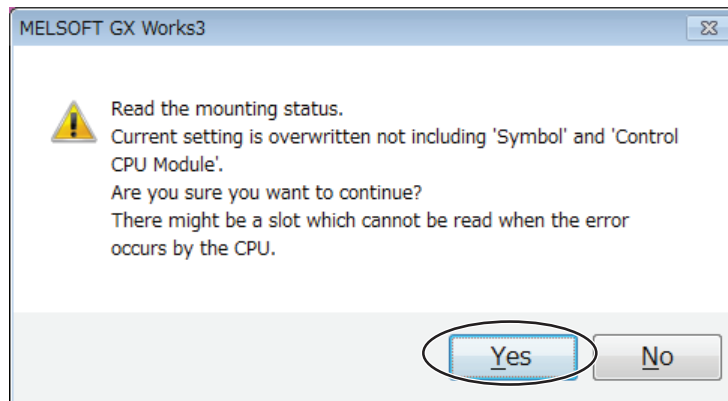 MELSOFT GX Works3
Read the mounting status.
Current setting is overwritten not including 'Symbol' and 'Control
CPU Module'.
Are you sure you want to continue?
There might be a slot which cannot be read when the error
occurs by the CPU.
Yes No